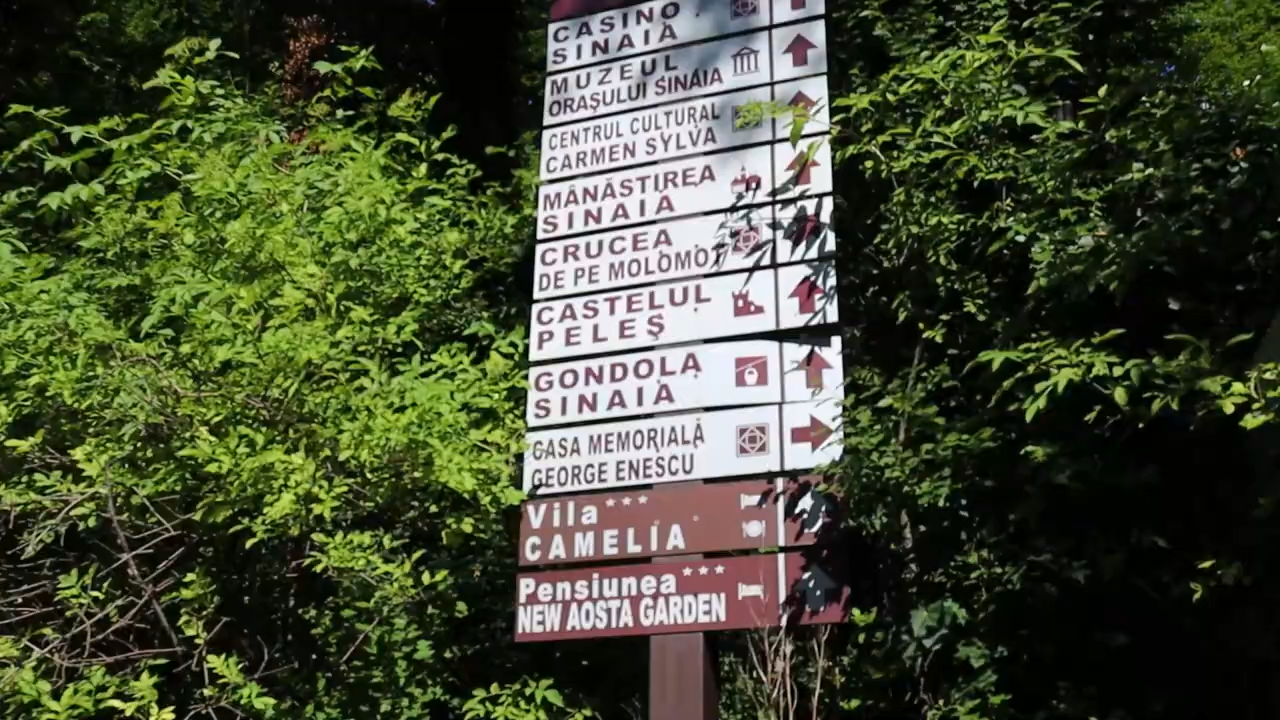 CASINO
SINAIA
MUZEUL
ORAŞULUI SINAIA
CENTRUL CULTURAL
CARMEN SYLVA
MÂNĂSTIREA
SINAIA
CRUCEA
DE PE MOLOMOȚ
CASTELUL
PELEŞ
GONDOLA
SINAIA
CASA MEMORIALĂ
GEORGE ENESCU
Vila ***
CAMELIA
Pensiunea ***
NEW AOSTA GARDEN